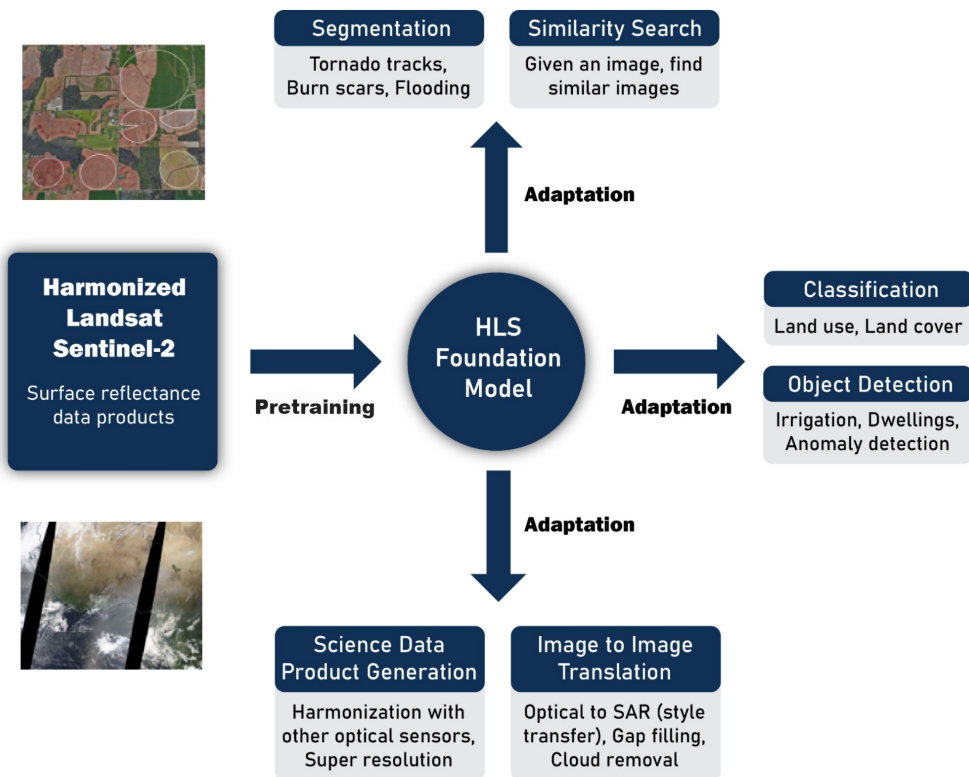 Segmentation
Tornado tracks,
Burn scars, Flooding
Similarity Search
Given an image, find
similar images
Adaptation
Harmonized
Landsat
Sentinel-2
Surface reflectance
data products
Pretraining
HLS
Foundation
Model
Adaptation
Classification
Land use, Land cover
Object Detection
Irrigation, Dwellings,
Anomaly detection
Adaptation
Science Data
Product Generation
Harmonization with
other optical sensors,
Super resolution
Image to Image
Translation
Optical to SAR (style
transfer), Gap filling,
Cloud removal